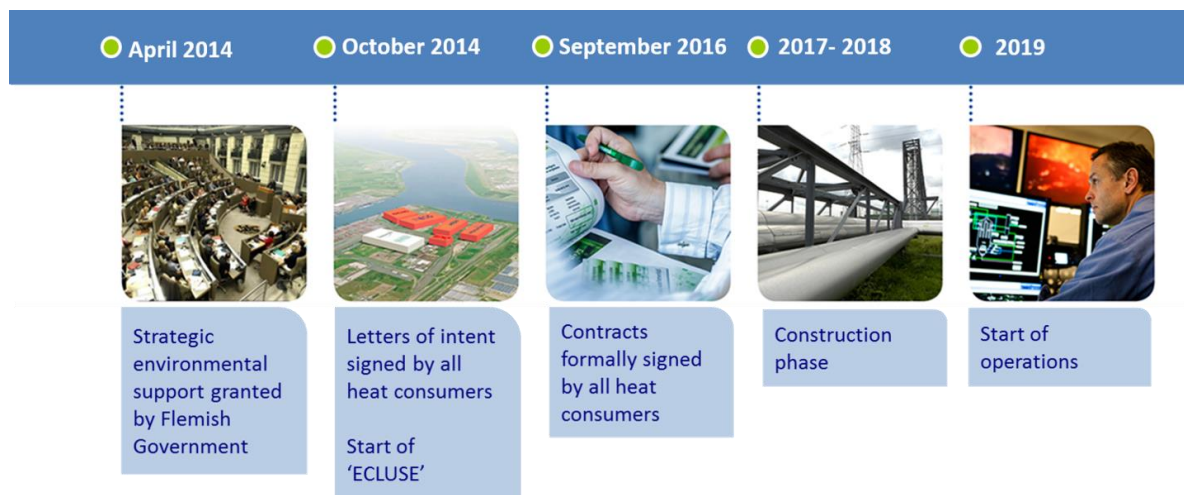 April 2014
October 2014
September 2016
2017- 2018
2019
Strategic
environmental
support granted
by Flemish
Government
Letters of intent
signed by all
heat consumers
Start of
‘ECLUSE’
Contracts
formally signed
by all heat
consumers
Construction
phase
Start of
operations